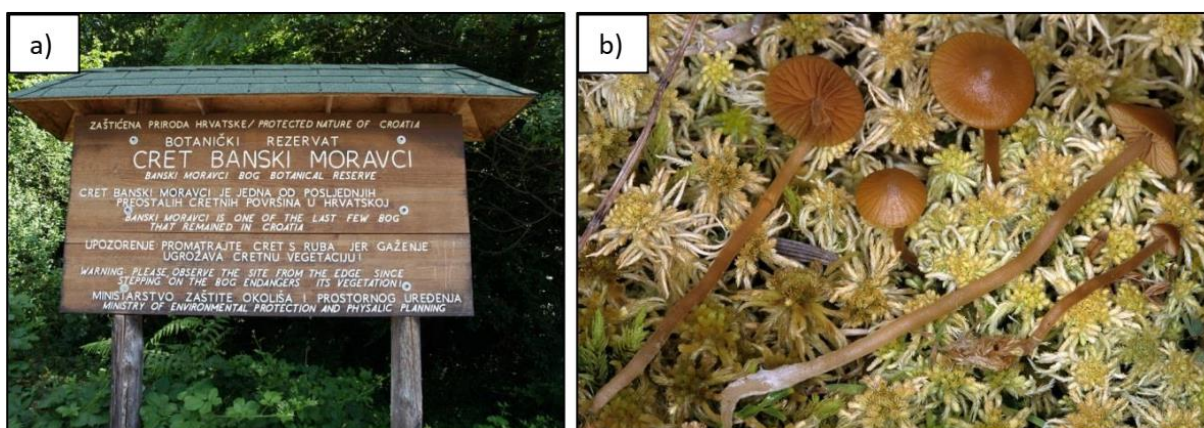 a)
ZAŠTIĆENA PRIRODA HRVATSKE/ PROTECTED NATURE OF CROATIA
BOTANIČKI REZERVAT
CRET BANSKI MORAVCI
BANSKI MORAVCI BOG BOTANICAL RESERVE
CRET BANSKI MORAVCI JE JEDNA OD POSLJEDNJIH
PREOSTALIH CRETNIH POVRŠINA U HRVATSKOJ
BANSKI MORAVCI IS ONE OF THE LAST FEW BOG
THAT REMAINED IN CROATIA
UPOZORENJE PROMATRAJTE CRET S RUBA JER GAŽENJE
UGROŽAVA CRETNU VEGETACIJU!
WARNING PLEASE OBSERVE THE SITE FROM THE EDGE SINCE
STEPPING ON THE BOG ENDANGERS ITS VEGETATION!
MINISTARSTVO ZAŠTITE OKOLIŠA I PROSTORNOG UREĐENJA
MINISTRY OF ENVIRONMENTAL PROTECTION AND PHYSALIC PLANNING
b)